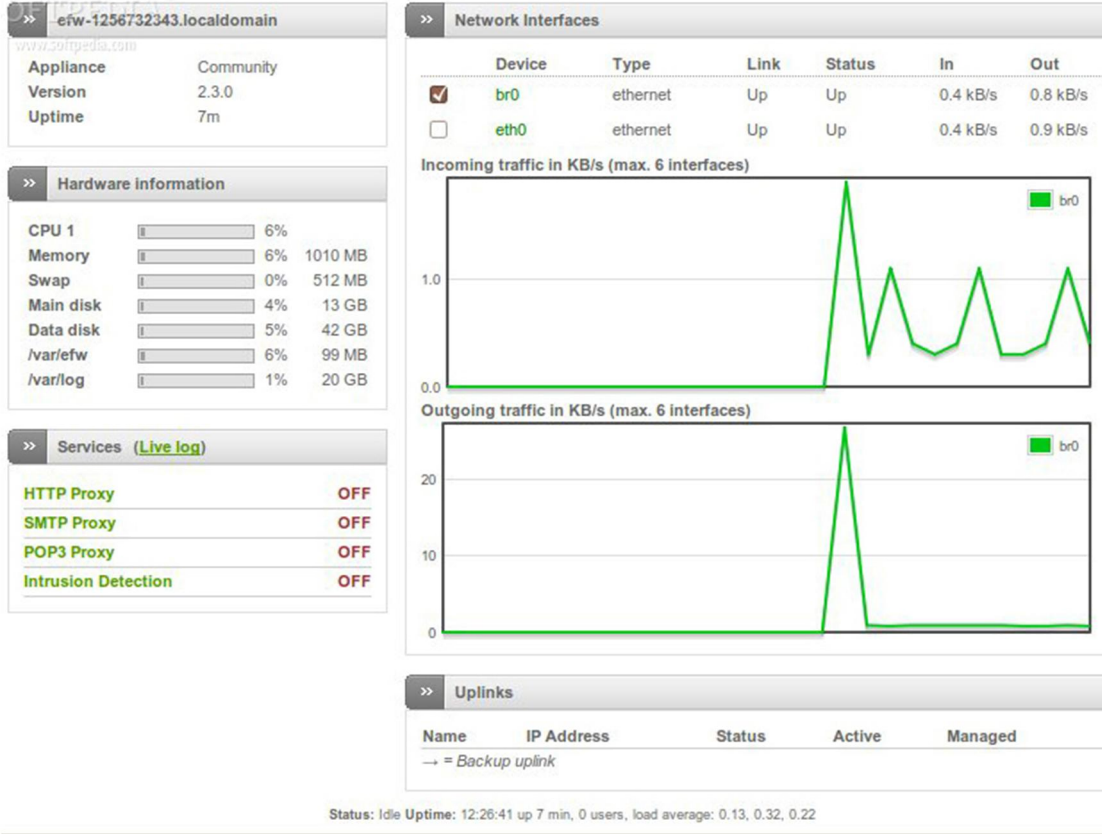 SOFTPEDIA
www.softpedia.com
» efw-1256732343.localdomain
Appliance Community
Version 2.3.0
Uptime 7m
» Hardware information
CPU 1 6%
Memory 6% 1010 MB
Swap 0% 512 MB
Main disk 4% 13 GB
Data disk 5% 42 GB
/var/efw 6% 99 MB
/var/log 1% 20 GB
» Services (Live log)
HTTP Proxy OFF
SMTP Proxy OFF
POP3 Proxy OFF
Intrusion Detection OFF
» Network Interfaces
Device Type Link Status In Out
br0 ethernet Up Up 0.4 kB/s 0.8 kB/s
eth0 ethernet Up Up 0.4 kB/s 0.9 kB/s
Incoming traffic in KB/s (max. 6 interfaces)
br0
1.0
0.0
Outgoing traffic in KB/s (max. 6 interfaces)
br0
20
10
0
» Uplinks
Name IP Address Status Active Managed
→ = Backup uplink
Status: Idle Uptime: 12:26:41 up 7 min, 0 users, load average: 0.13, 0.32, 0.22